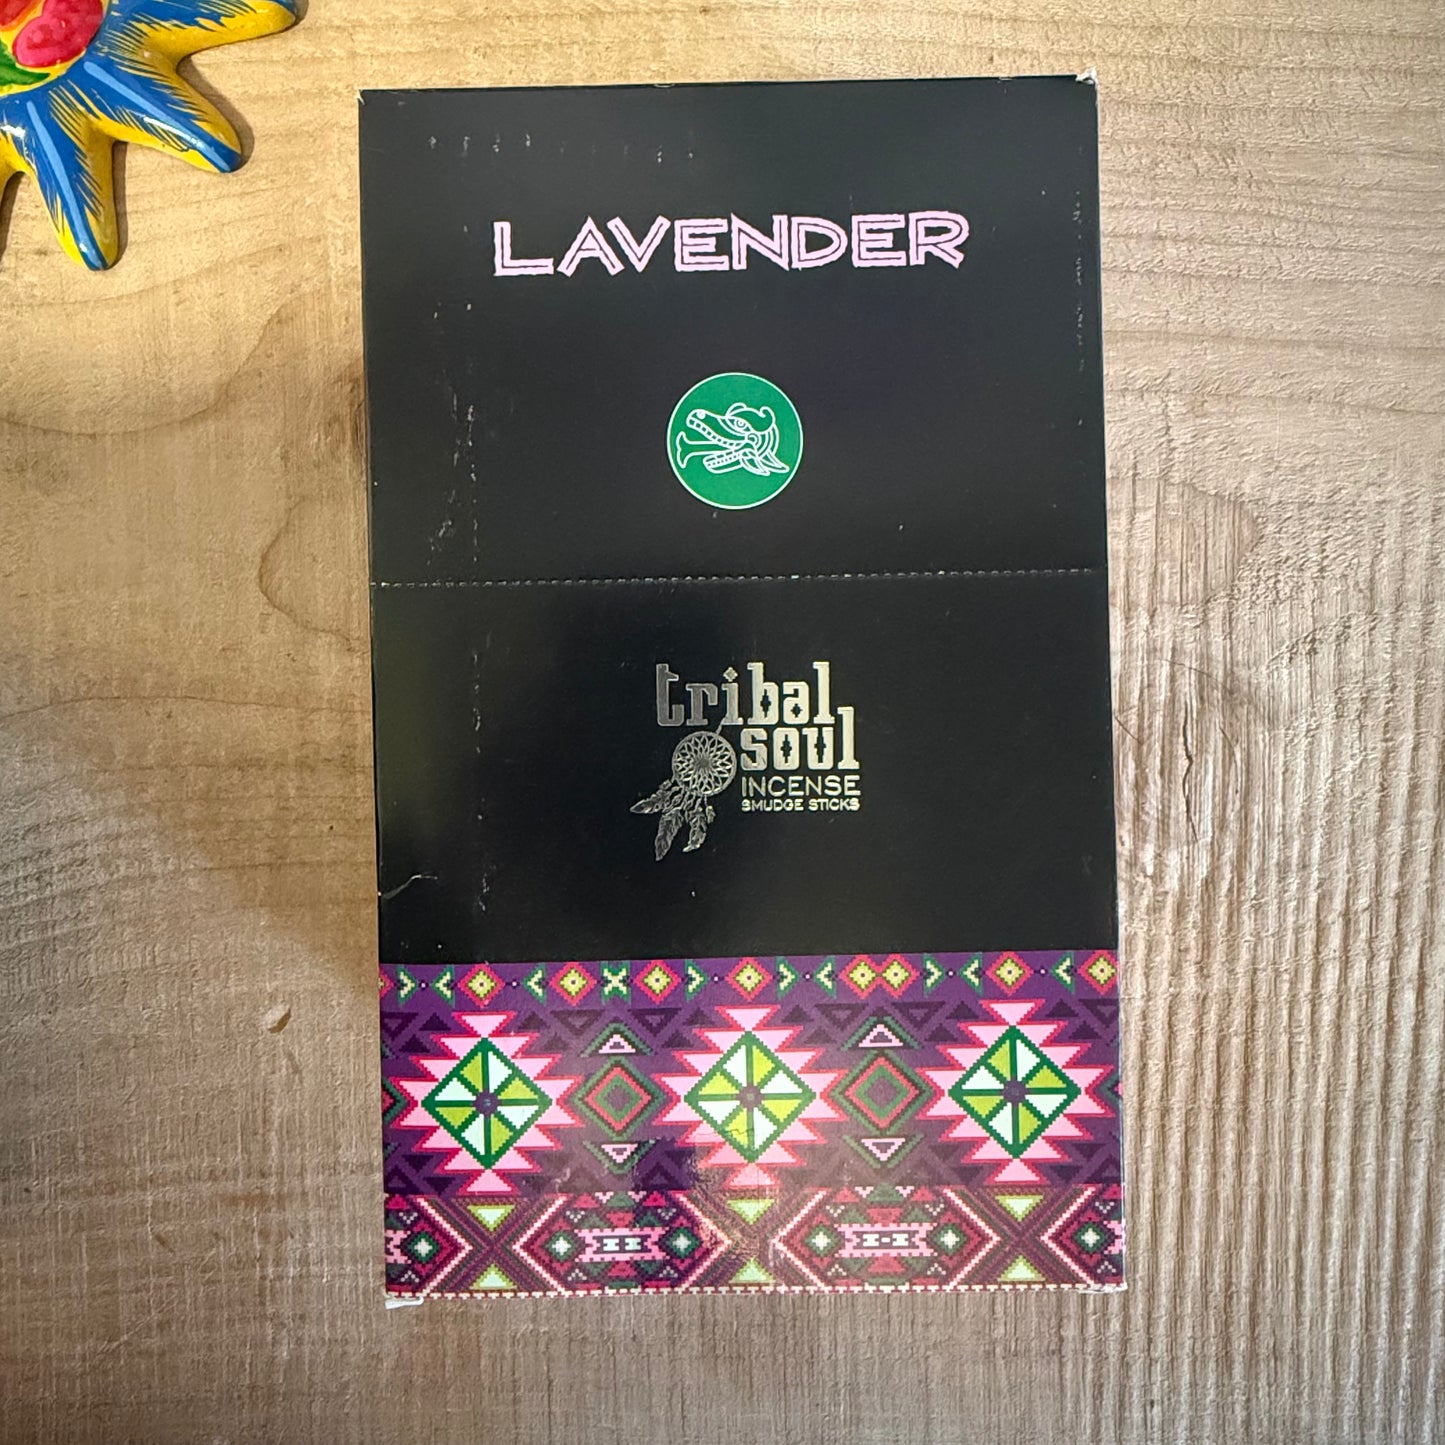 LAVENDER
tribal
soul
INCENSE
SMUDGE STICKS